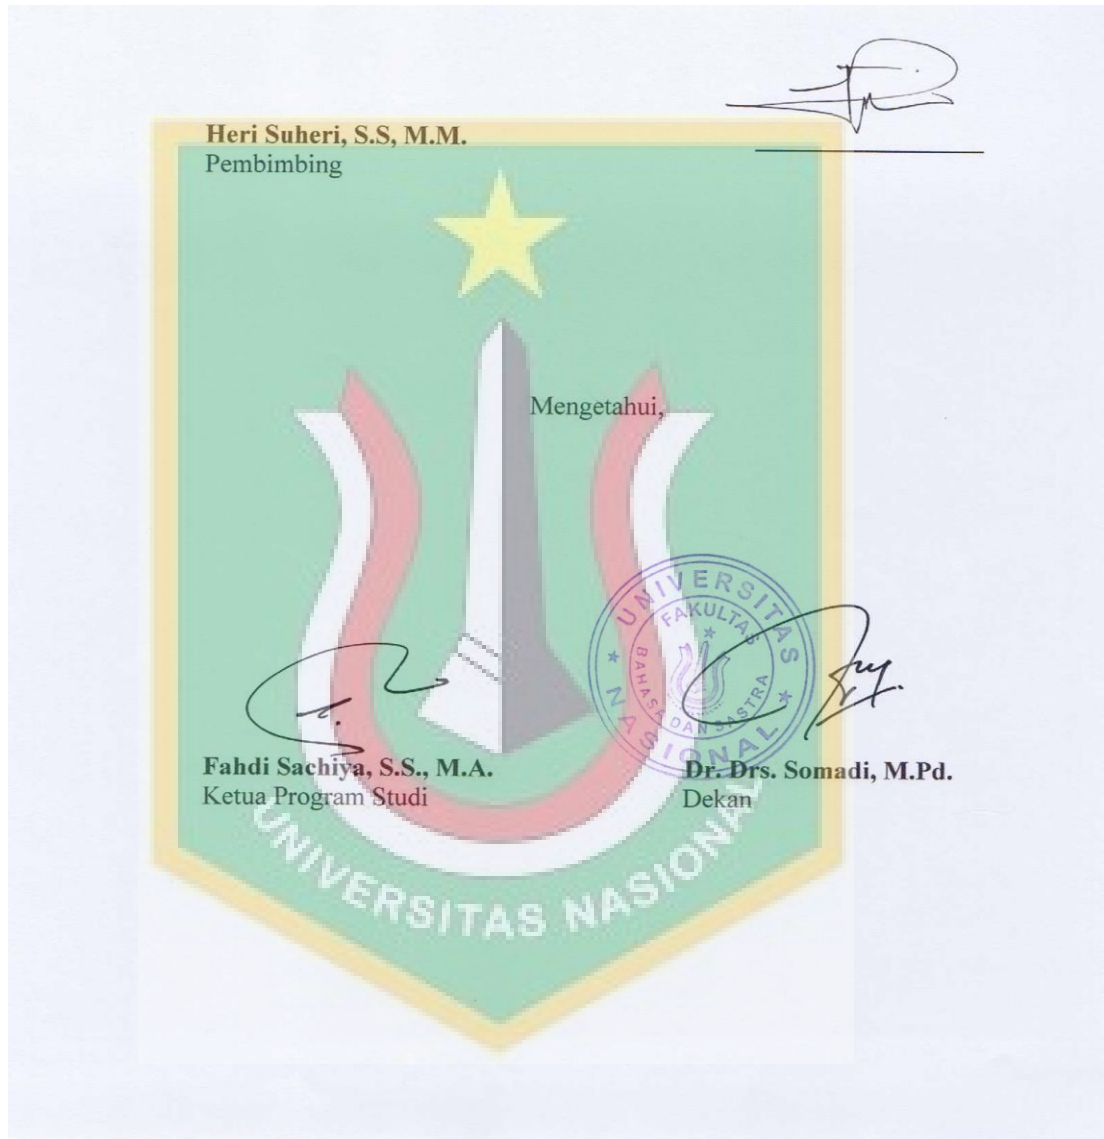 Heri Suheri, S.S, M.M.
Pembimbing
Mengetahui,
UNIVERSITAS NASIONAL
FAKULTAS
BAHASA DAN SASTRA
Fahdi Sachiya, S.S., M.A.
Ketua Program Studi
Dr. Drs. Somadi, M.Pd.
Dekan
UNIVERSITAS NASIONAL